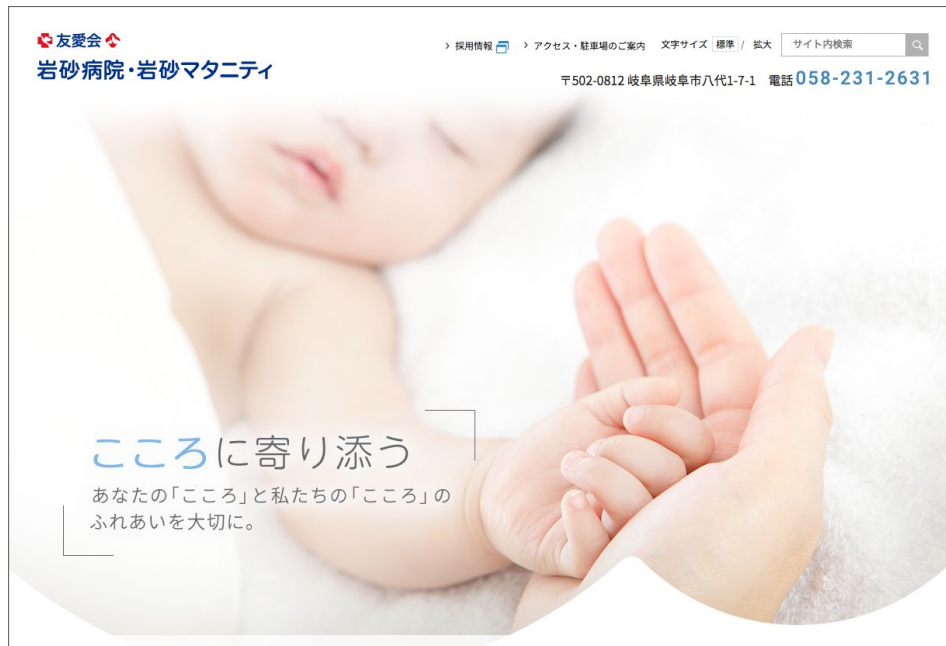 友愛会
岩砂病院・岩砂マタニティ
採用情報
アクセス・駐車場のご案内
文字サイズ 標準 / 拡大
サイト内検索
〒502-0812 岐阜県岐阜市八代1-7-1 電話 058-231-2631
こころに寄り添う
あなたの「こころ」と私たちの「こころ」の
ふれあいを大切に。